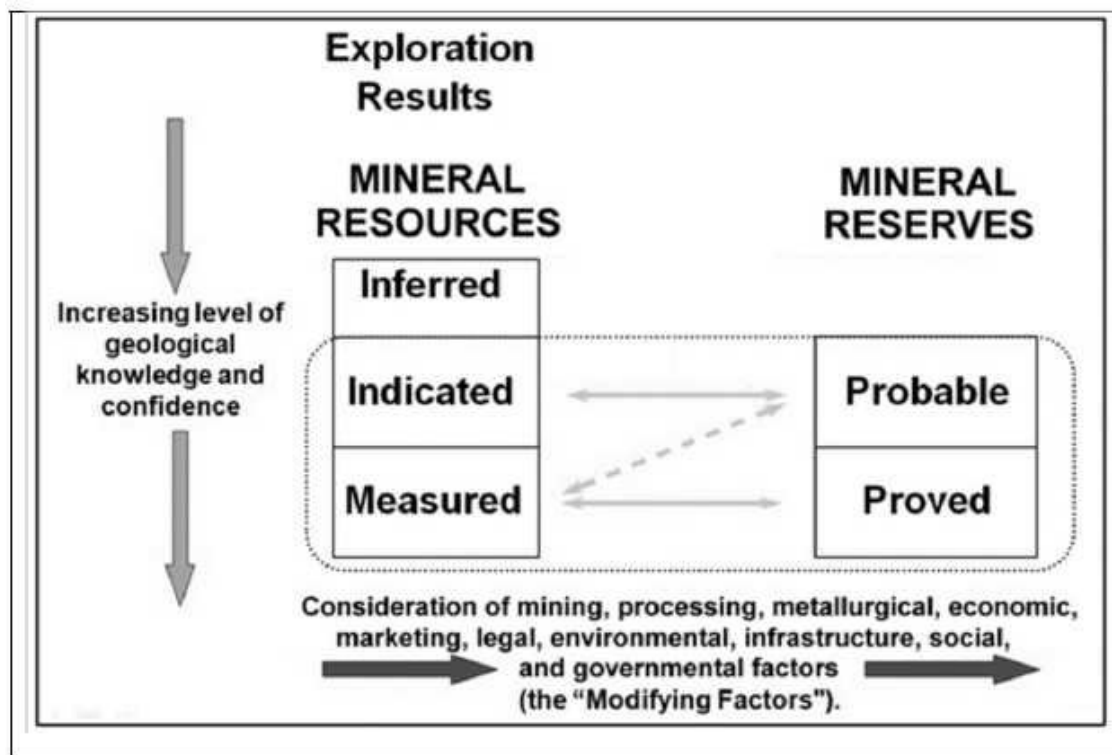 Exploration
Results
MINERAL
RESOURCES
MINERAL
RESERVES
Inferred
Increasing level of
geological
knowledge and
confidence
Indicated
Probable
Measured
Proved
Consideration of mining, processing, metallurgical, economic,
marketing, legal, environmental, infrastructure, social,
and governmental factors
(the “Modifying Factors").